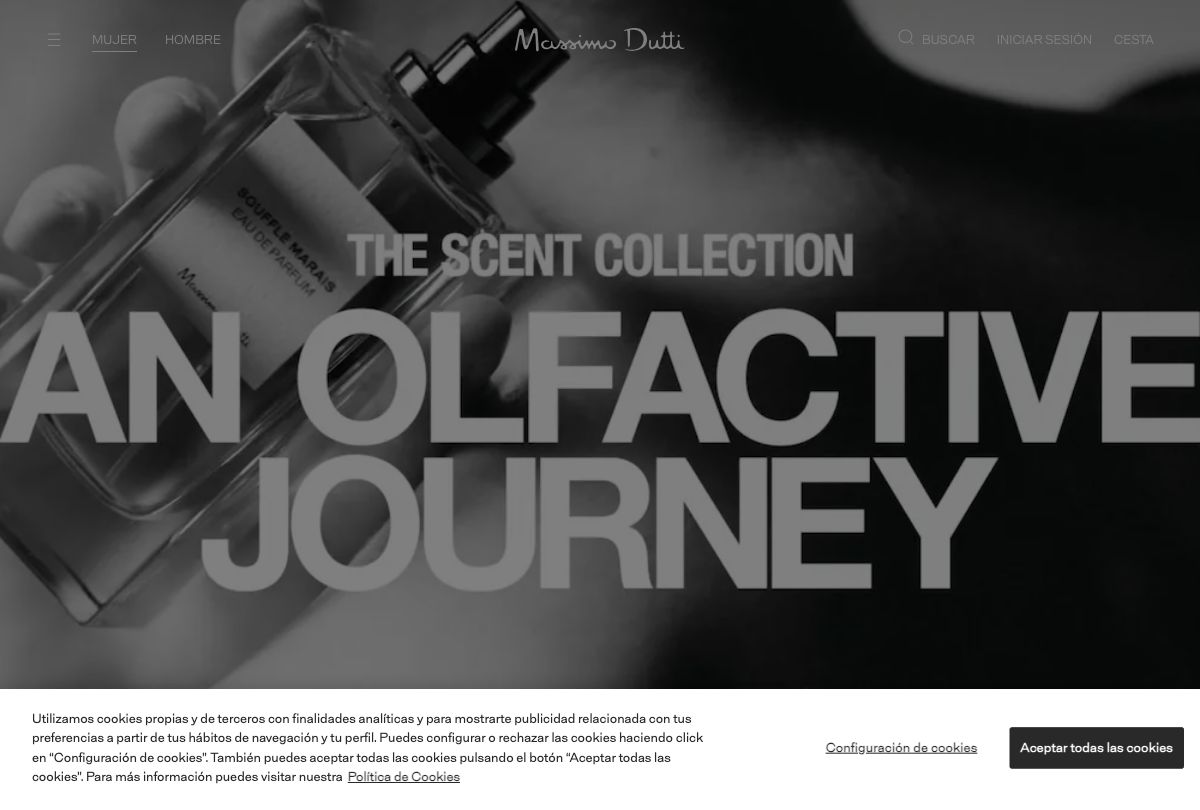 MUJER
HOMBRE
Massimo Dutti
BUSCAR
INICIAR SESIÓN
CESTA
SOUFFLE MARAIS
EAU DE PARFUM
THE SCENT COLLECTION
AN OLFACTIVE
JOURNEY
Utilizamos cookies propias y de terceros con finalidades analíticas y para mostrarte publicidad relacionada con tus
preferencias a partir de tus hábitos de navegación y tu perfil. Puedes configurar o rechazar las cookies haciendo click
en “Configuración de cookies”. También puedes aceptar todas las cookies pulsando el botón “Aceptar todas las
cookies”. Para más información puedes visitar nuestra Política de Cookies
Configuración de cookies
Aceptar todas las cookies